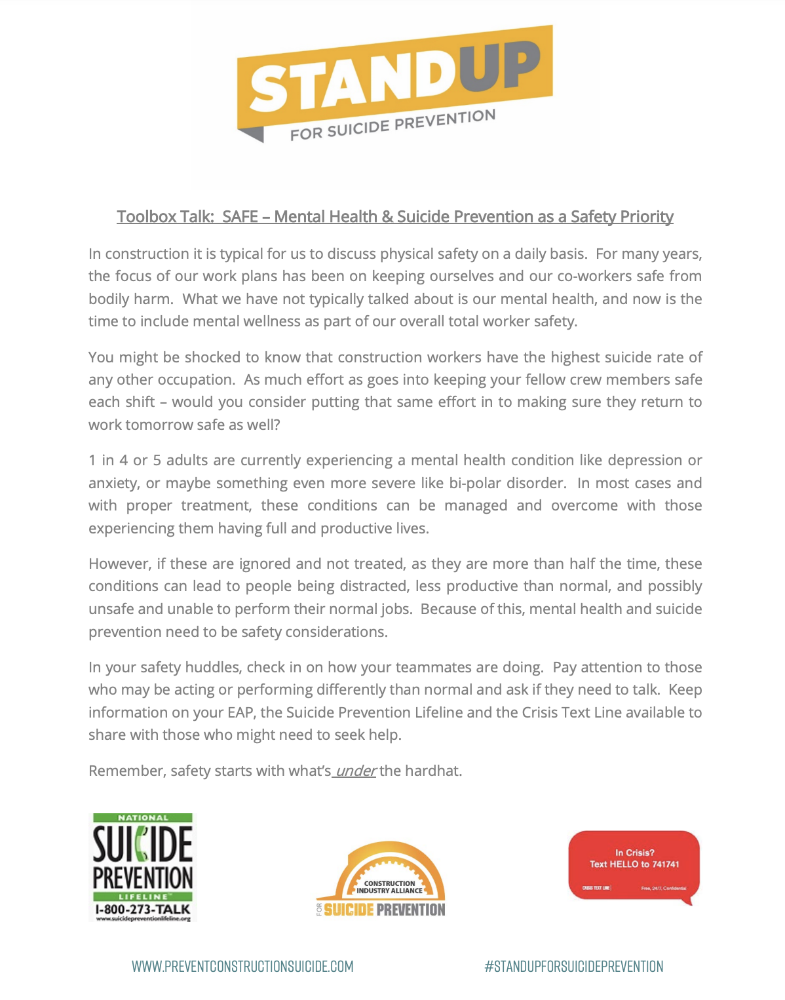 STANDUP
FOR SUICIDE PREVENTION
Toolbox Talk:  SAFE – Mental Health & Suicide Prevention as a Safety Priority
In construction it is typical for us to discuss physical safety on a daily basis.  For many years,
the focus of our work plans has been on keeping ourselves and our co-workers safe from
bodily harm.  What we have not typically talked about is our mental health, and now is the
time to include mental wellness as part of our overall total worker safety.
You might be shocked to know that construction workers have the highest suicide rate of
any other occupation.  As much effort as goes into keeping your fellow crew members safe
each shift – would you consider putting that same effort in to making sure they return to
work tomorrow safe as well?
1 in 4 or 5 adults are currently experiencing a mental health condition like depression or
anxiety, or maybe something even more severe like bi-polar disorder.  In most cases and
with proper treatment, these conditions can be managed and overcome with those
experiencing them having full and productive lives.
However, if these are ignored and not treated, as they are more than half the time, these
conditions can lead to people being distracted, less productive than normal, and possibly
unsafe and unable to perform their normal jobs.  Because of this, mental health and suicide
prevention need to be safety considerations.
In your safety huddles, check in on how your teammates are doing.  Pay attention to those
who may be acting or performing differently than normal and ask if they need to talk.  Keep
information on your EAP, the Suicide Prevention Lifeline and the Crisis Text Line available to
share with those who might need to seek help.
Remember, safety starts with what’s under the hardhat.
NATIONAL
SUICIDE
PREVENTION
LIFELINE™
1-800-273-TALK
www.suicidepreventionlifeline.org
CONSTRUCTION
INDUSTRY ALLIANCE
FOR SUICIDE PREVENTION
In Crisis?
Text HELLO to 741741
CRISIS TEXT LINE |
Free, 24/7, Confidential
WWW.PREVENTCONSTRUCTIONSUICIDE.COM
#STANDUPFORSUICIDEPREVENTION